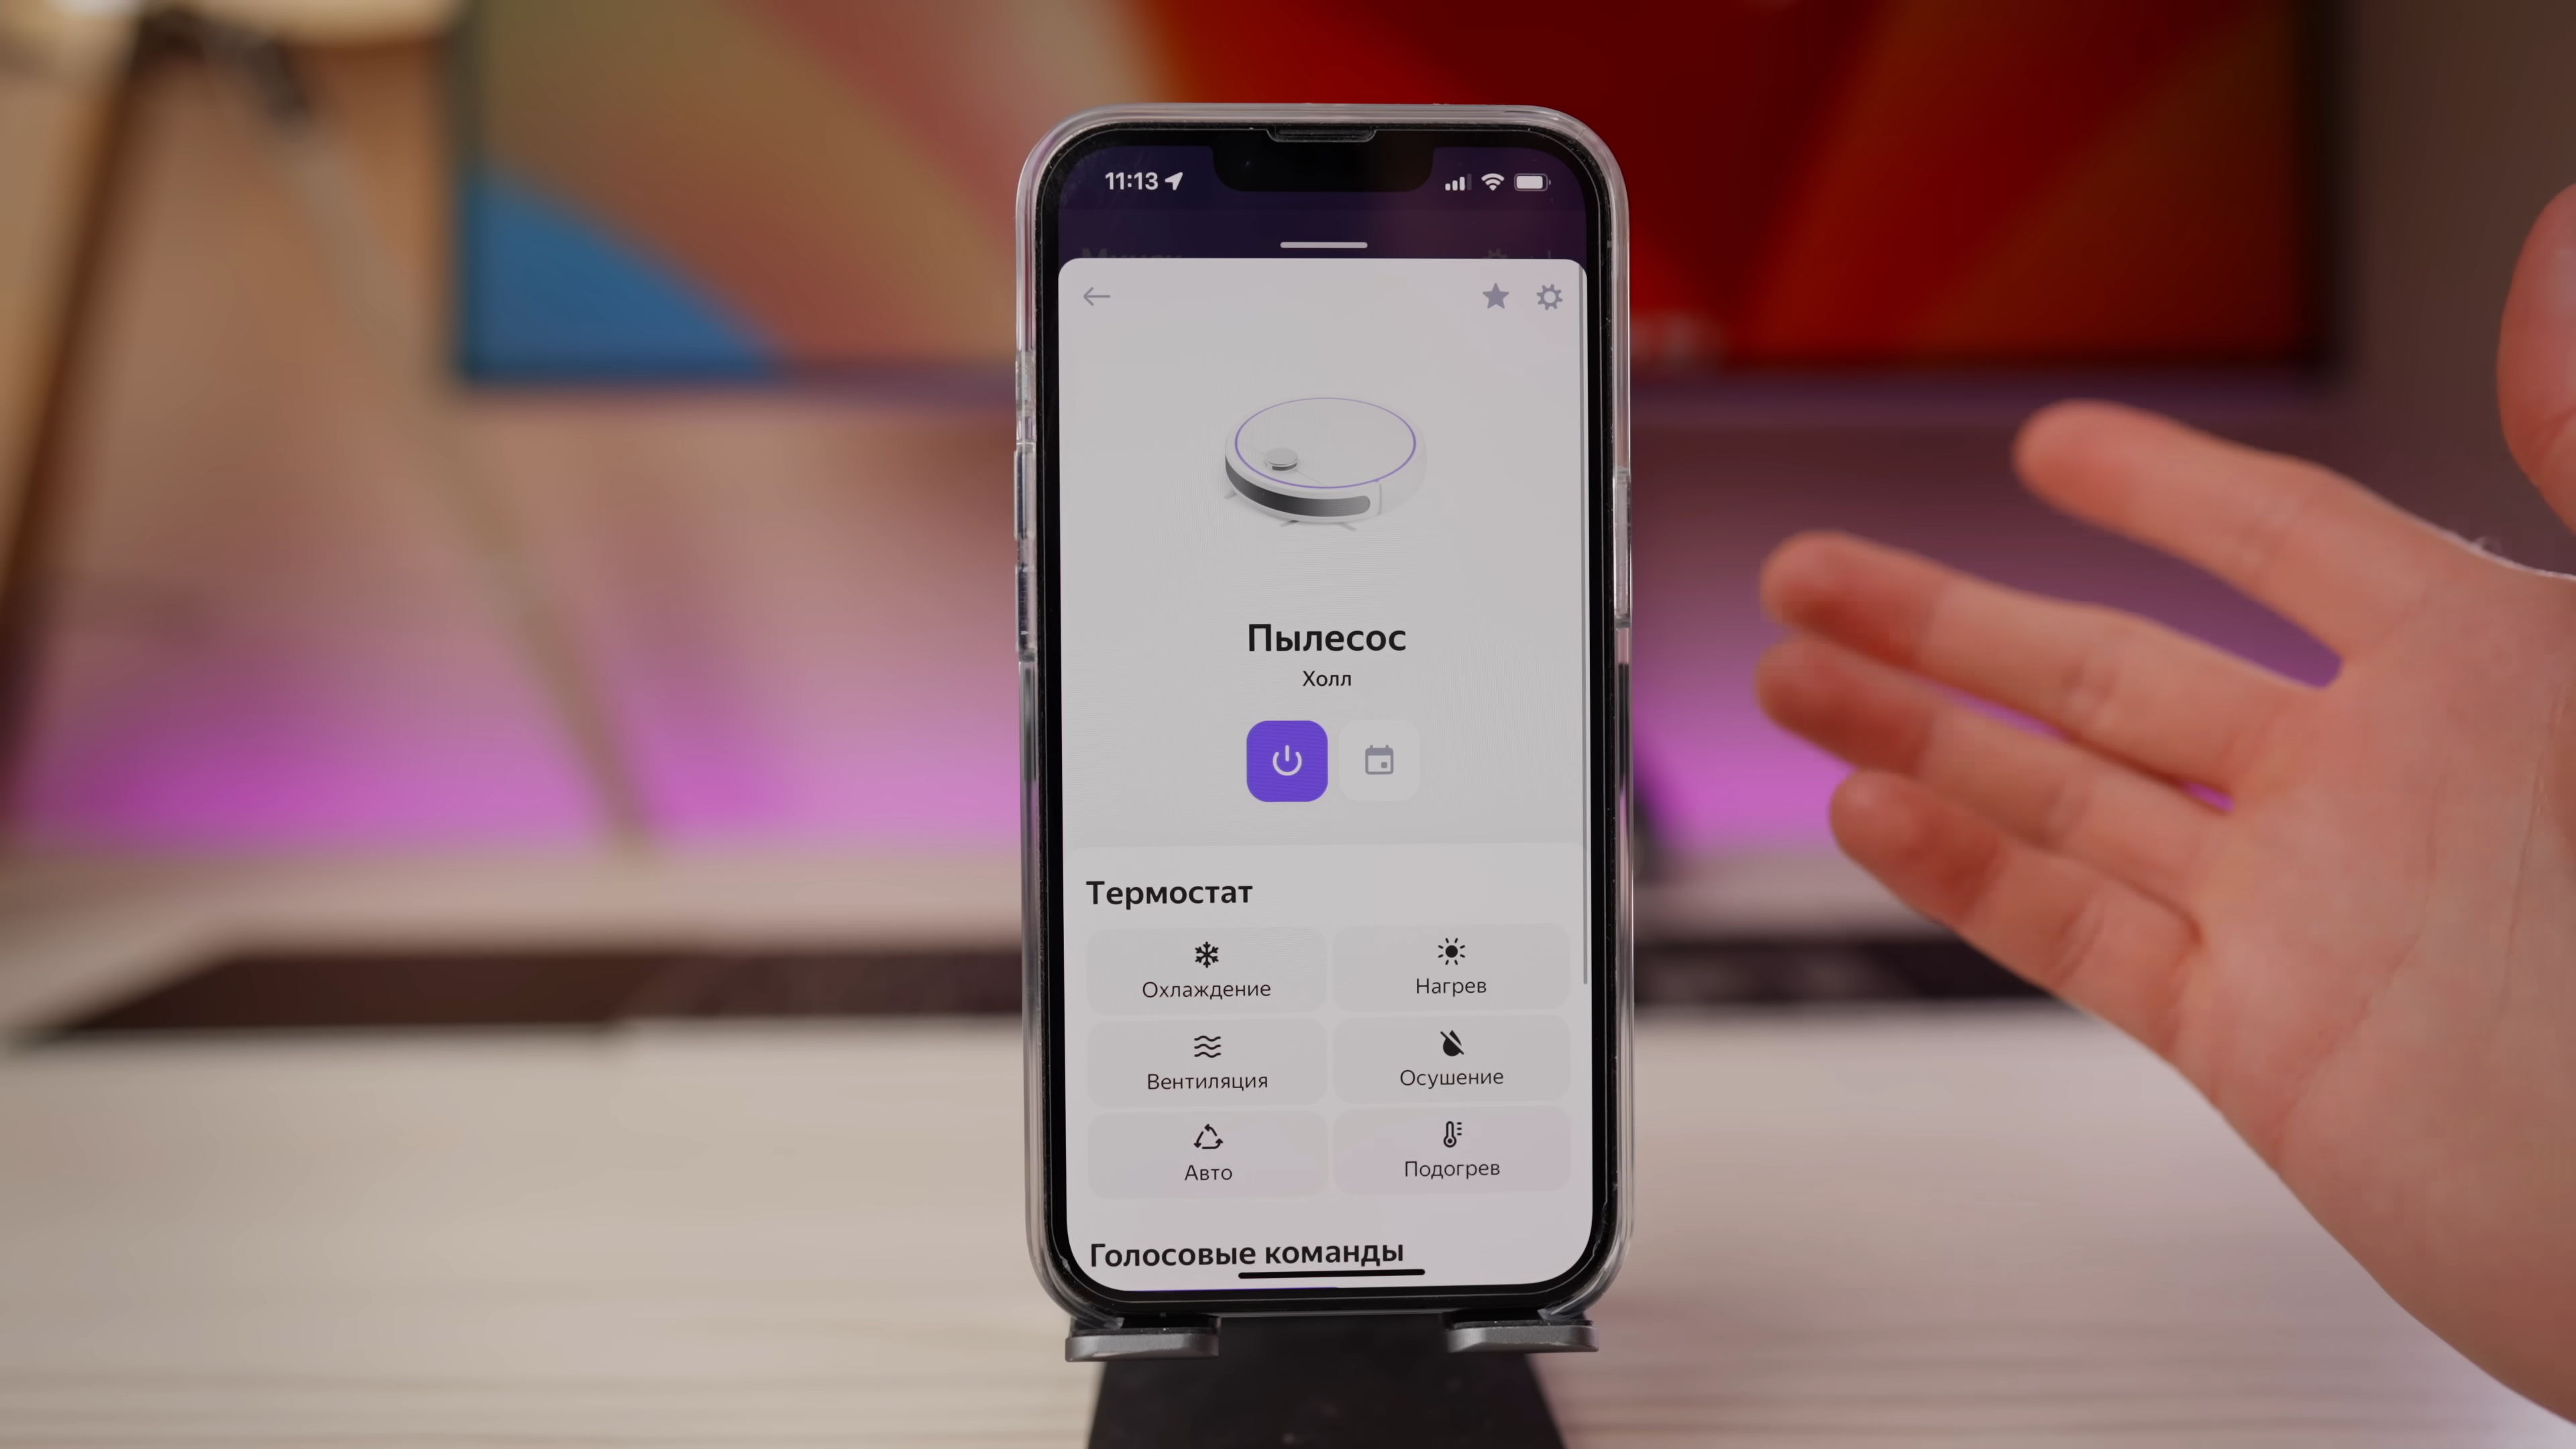 11:13
Пылесос
Холл
Термостат
Охлаждение
Нагрев
Вентиляция
Осушение
Авто
Подогрев
Голосовые команды